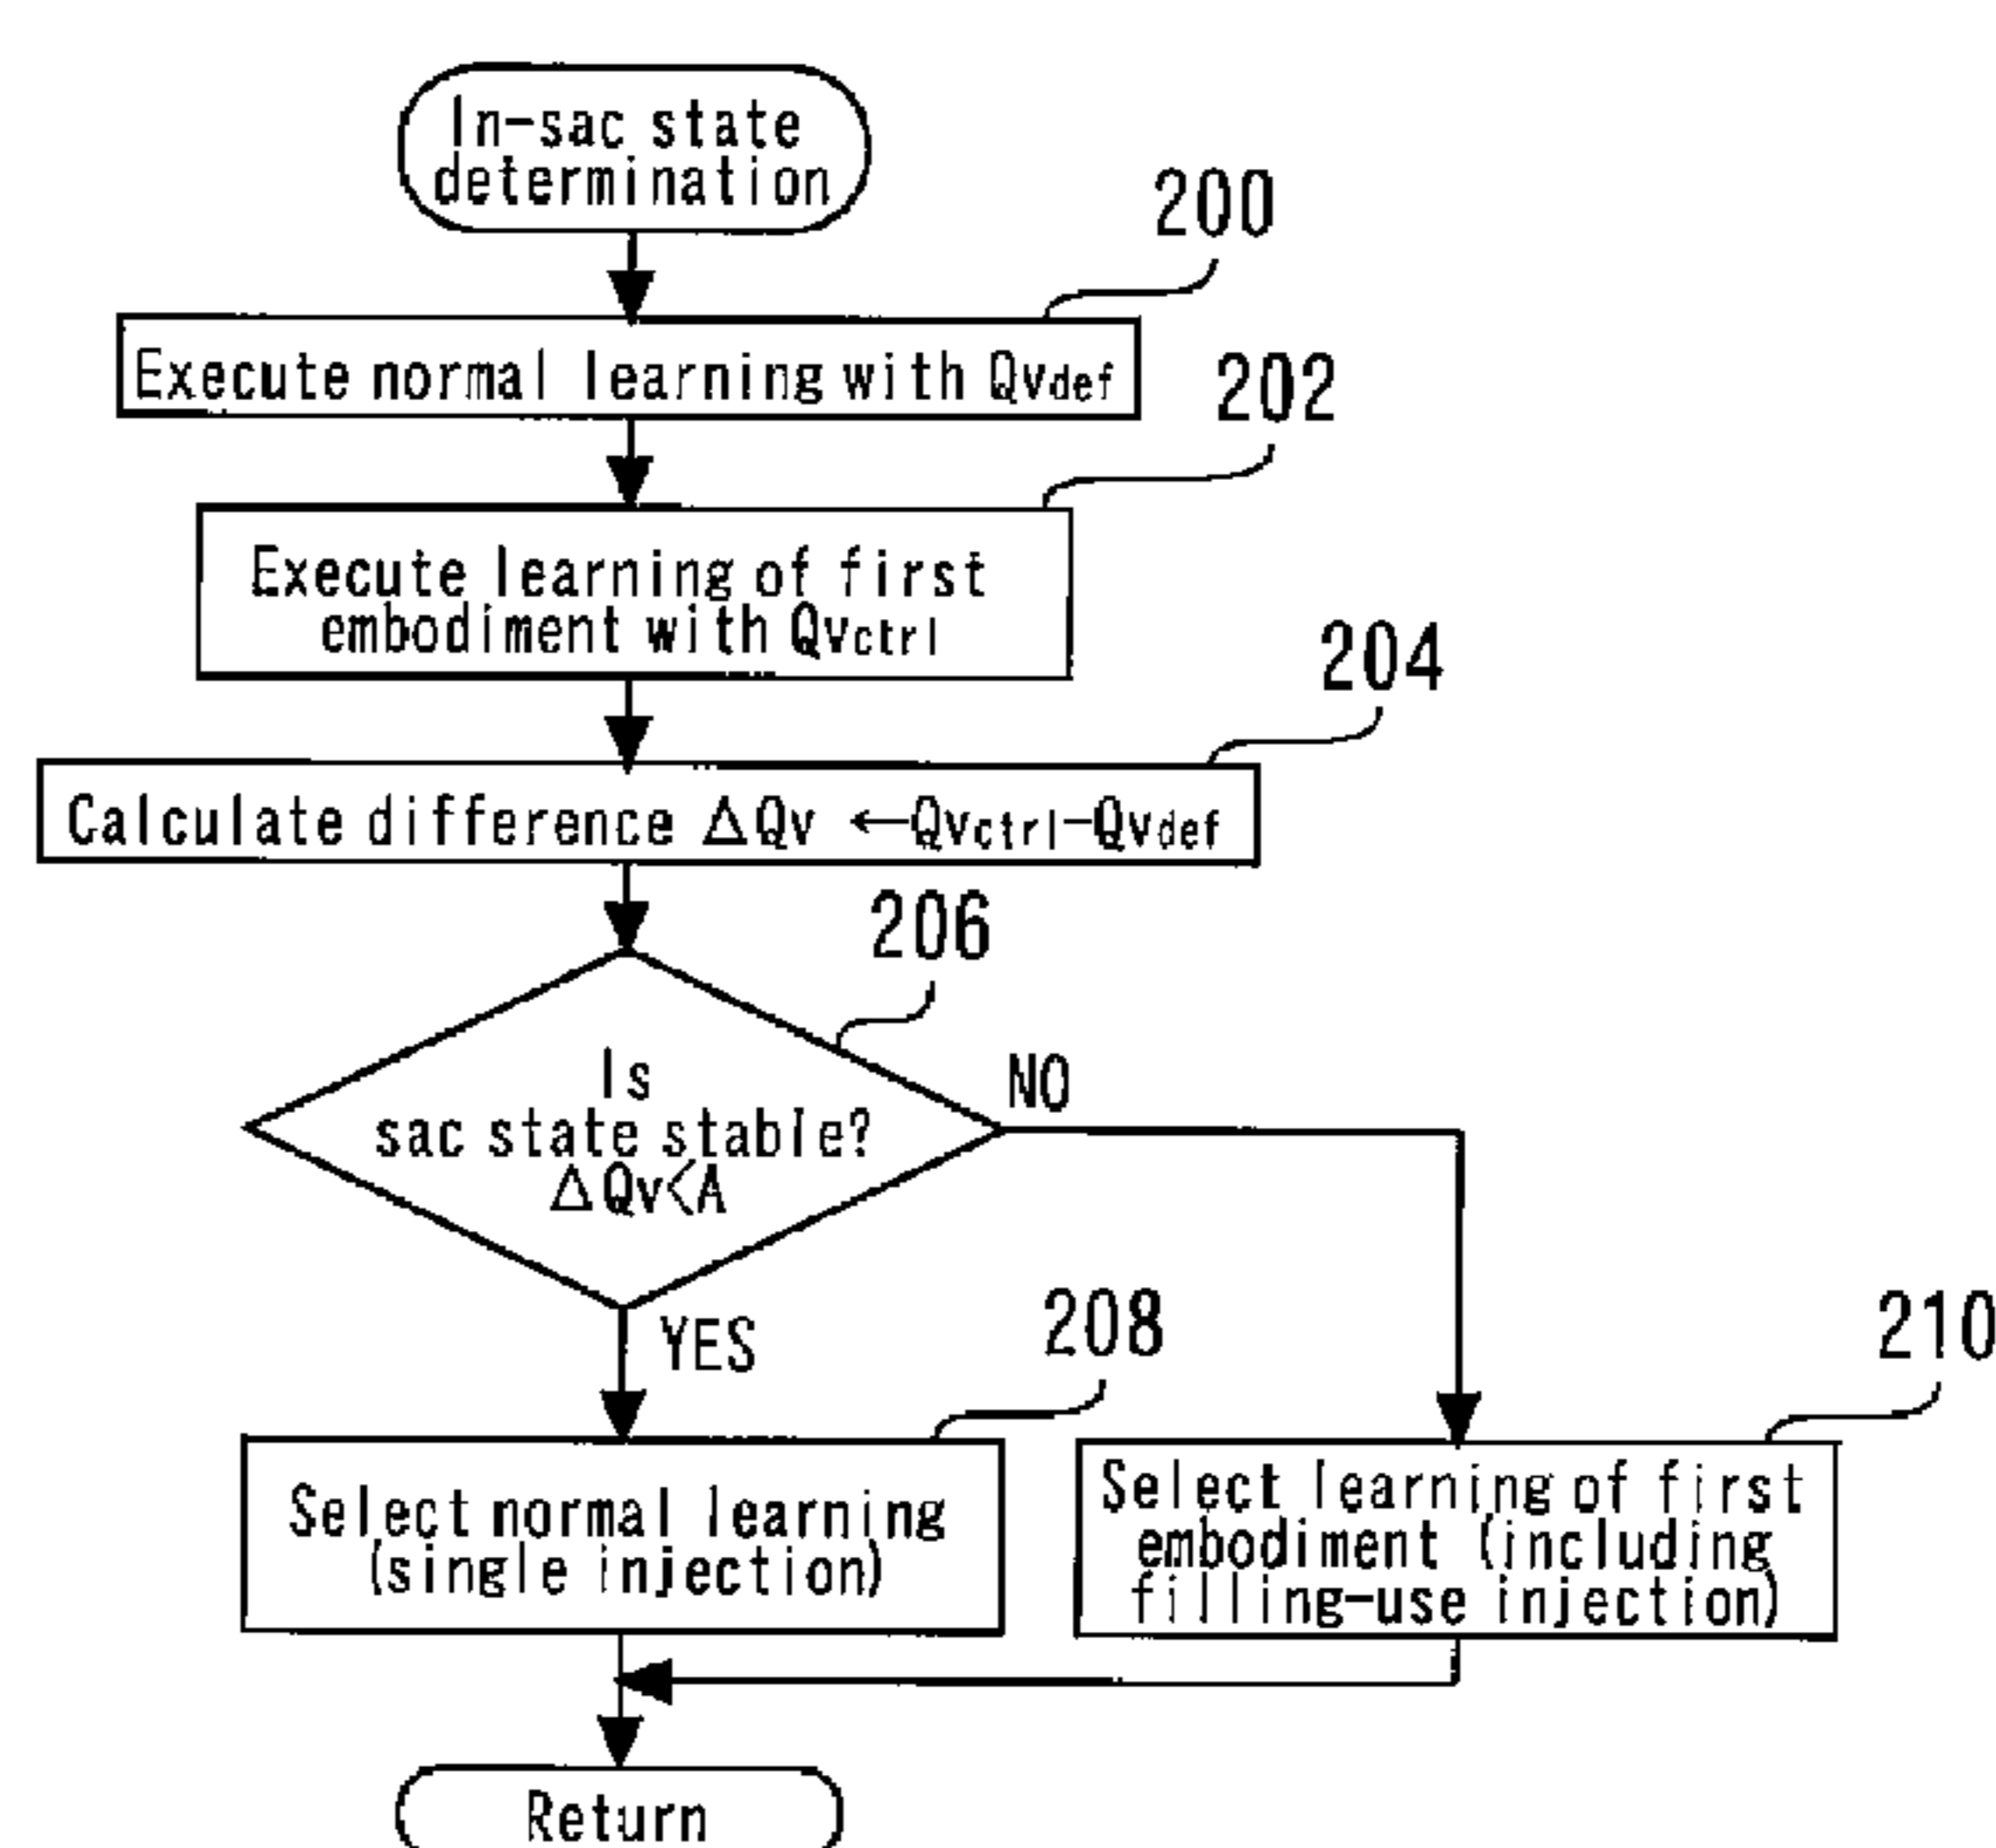 In-sac state
determination
200
Execute normal learning with Qvdef
202
Execute learning of first
embodiment with Qvctrl
204
Calculate difference ΔQv ←Qvctrl-Qvdef
206
Is
sac state stable?
ΔQv<A
NO
YES
208
210
Select normal learning
(single injection)
Select learning of first
embodiment (including
filling-use injection)
Return